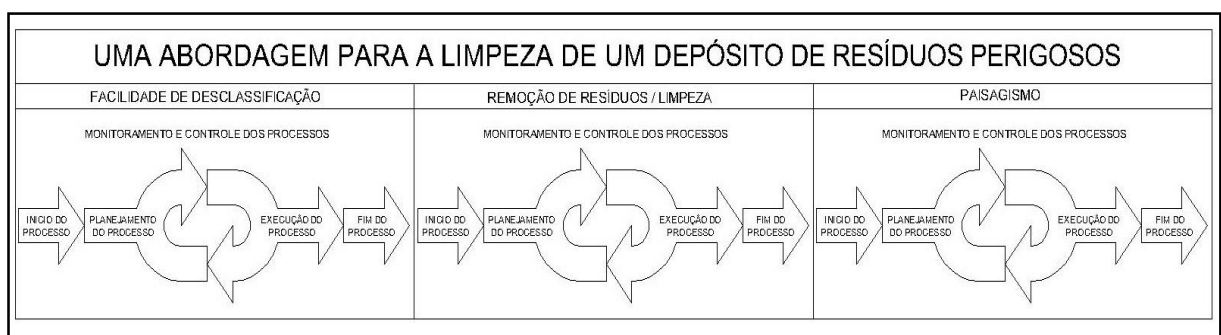 UMA ABORDAGEM PARA A LIMPEZA DE UM DEPÓSITO DE RESÍDUOS PERIGOSOS
FACILIDADE DE DESCLASSIFICAÇÃO
MONITORAMENTO E CONTROLE DOS PROCESSOS
INICIO DO
PROCESSO
PLANEJAMENTO
DO PROCESSO
EXECUÇÃO DO
PROCESSO
FIM DO
PROCESSO
REMOÇÃO DE RESÍDUOS / LIMPEZA
MONITORAMENTO E CONTROLE DOS PROCESSOS
INICIO DO
PROCESSO
PLANEJAMENTO
DO PROCESSO
EXECUÇÃO DO
PROCESSO
FIM DO
PROCESSO
PAISAGISMO
MONITORAMENTO E CONTROLE DOS PROCESSOS
INICIO DO
PROCESSO
PLANEJAMENTO
DO PROCESSO
EXECUÇÃO DO
PROCESSO
FIM DO
PROCESSO